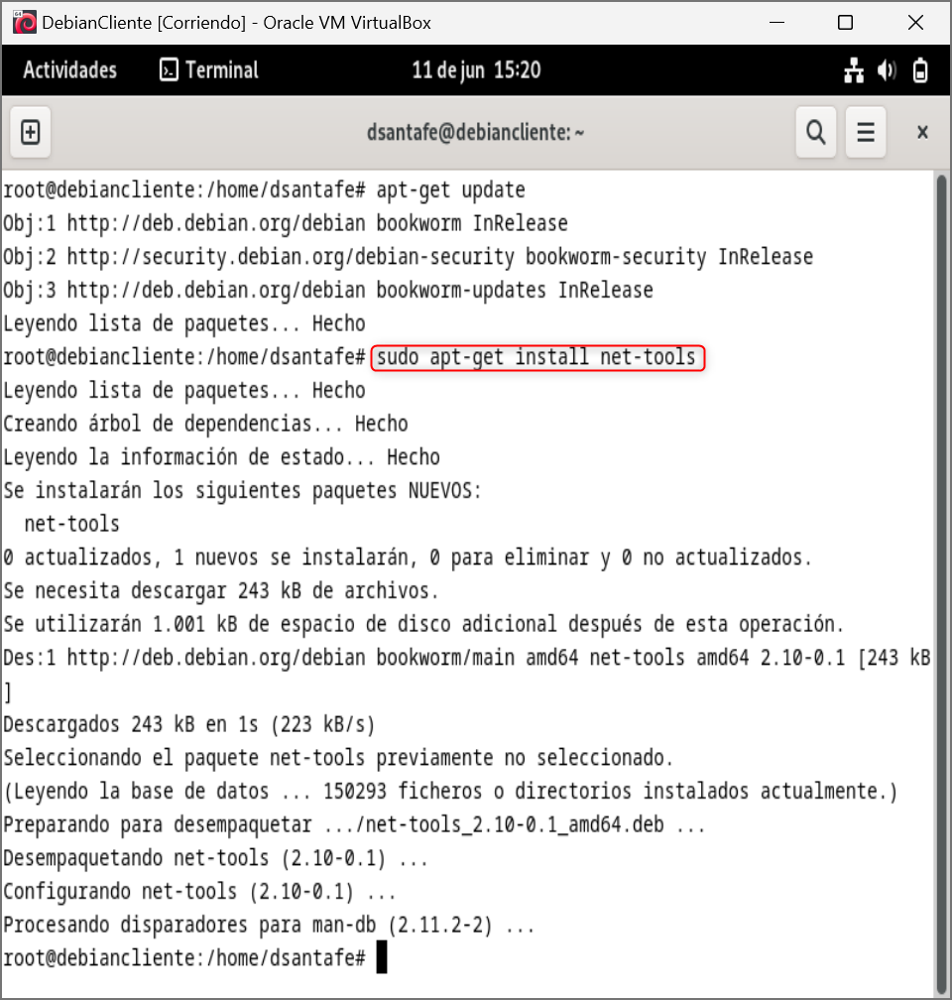 DebianCliente [Corriendo] - Oracle VM VirtualBox
Actividades Terminal 11 de jun 15:20
dsantafe@debiancliente: ~
root@debiancliente:/home/dsantafe# apt-get update
Obj:1 http://deb.debian.org/debian bookworm InRelease
Obj:2 http://security.debian.org/debian-security bookworm-security InRelease
Obj:3 http://deb.debian.org/debian bookworm-updates InRelease
Leyendo lista de paquetes... Hecho
root@debiancliente:/home/dsantafe# sudo apt-get install net-tools
Leyendo lista de paquetes... Hecho
Creando árbol de dependencias... Hecho
Leyendo la información de estado... Hecho
Se instalarán los siguientes paquetes NUEVOS:
  net-tools
0 actualizados, 1 nuevos se instalarán, 0 para eliminar y 0 no actualizados.
Se necesita descargar 243 kB de archivos.
Se utilizarán 1.001 kB de espacio de disco adicional después de esta operación.
Des:1 http://deb.debian.org/debian bookworm/main amd64 net-tools amd64 2.10-0.1 [243 kB
]
Descargados 243 kB en 1s (223 kB/s)
Seleccionando el paquete net-tools previamente no seleccionado.
(Leyendo la base de datos ... 150293 ficheros o directorios instalados actualmente.)
Preparando para desempaquetar .../net-tools_2.10-0.1_amd64.deb ...
Desempaquetando net-tools (2.10-0.1) ...
Configurando net-tools (2.10-0.1) ...
Procesando disparadores para man-db (2.11.2-2) ...
root@debiancliente:/home/dsantafe#